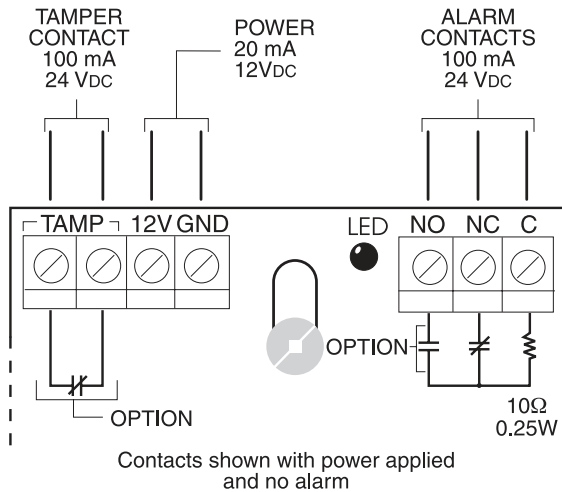 TAMPER
CONTACT
100 mA
24 VDC
POWER
20 mA
12VDC
ALARM
CONTACTS
100 mA
24 VDC
TAMP 12V GND
LED NO NC C
OPTION
OPTION
10Ω
0.25W
Contacts shown with power applied
and no alarm